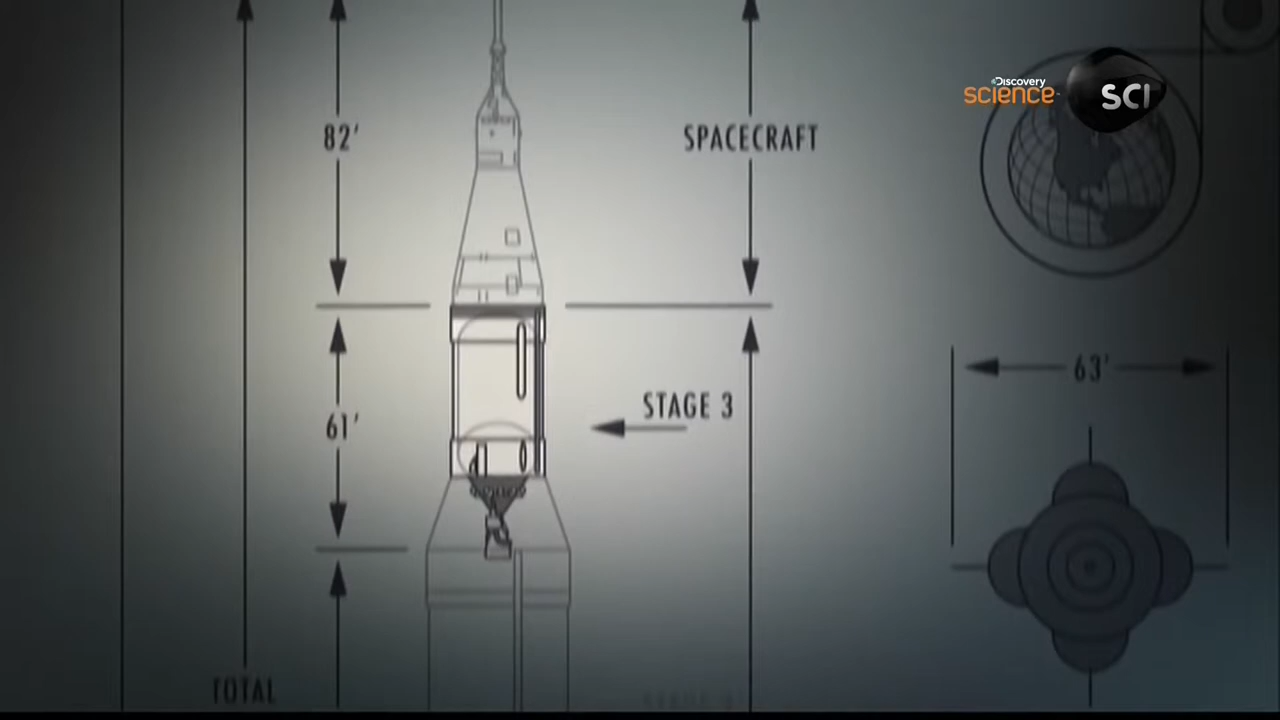 Discovery
science
SCI
82'
SPACECRAFT
63'
STAGE 3
61'
TOTAL